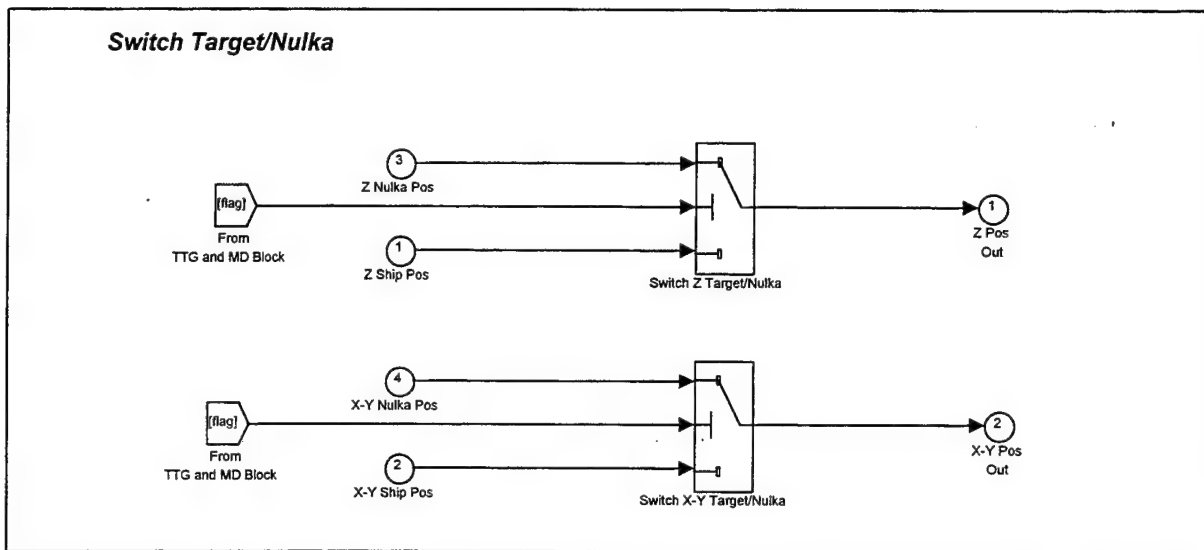 Switch Target/Nulka
3
Z Nulka Pos
[flag]
From
TTG and MD Block
1
Z Ship Pos
Switch Z Target/Nulka
1
Z Pos
Out
4
X-Y Nulka Pos
[flag]
From
TTG and MD Block
2
X-Y Ship Pos
Switch X-Y Target/Nulka
2
X-Y Pos
Out